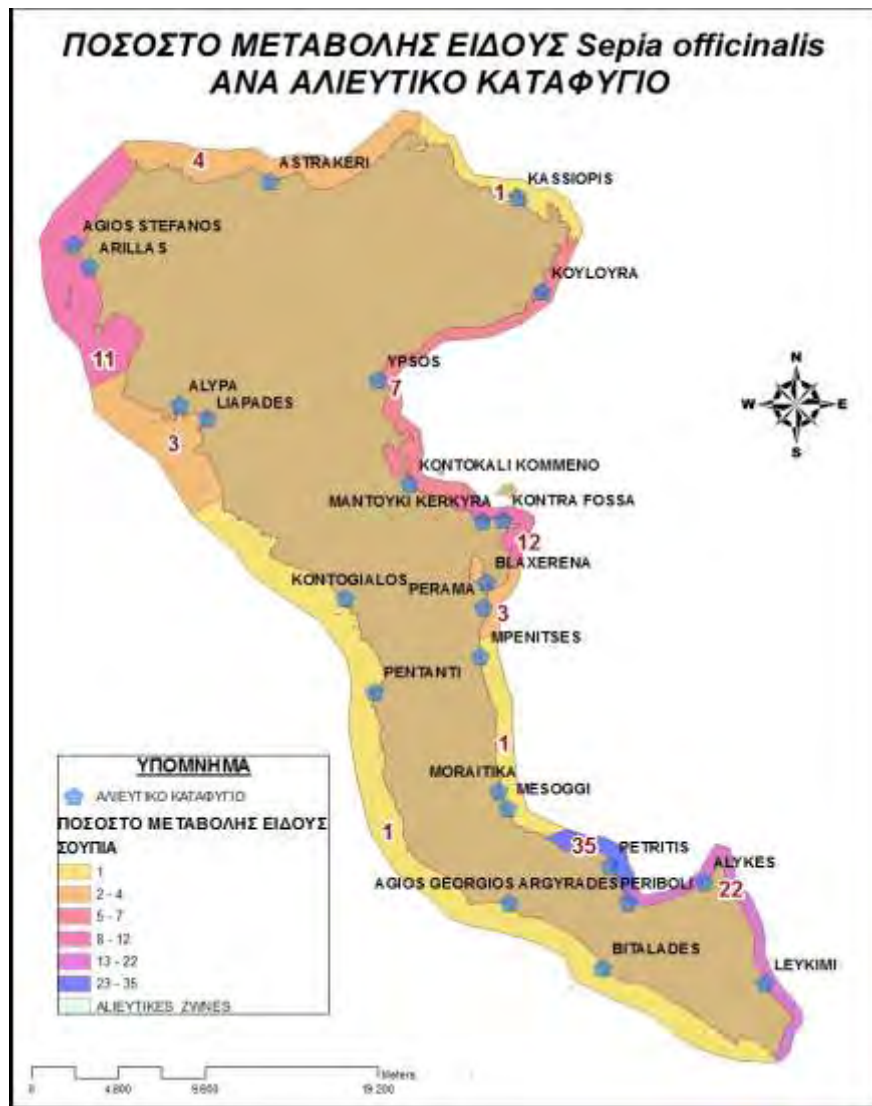 ΠΟΣΟΣΤΟ ΜΕΤΑΒΟΛΗΣ ΕΙΔΟΥΣ Sepia officinalis
ΑΝΑ ΑΛΙΕΥΤΙΚΟ ΚΑΤΑΦΥΓΙΟ
4
ASTRAKERI
KASSIOPIS
1
AGIOS STEFANOS
ARILLAS
KOYLOYRA
11
YPSOS
7
ALYPA
LIAPADES
3
N
W E
S
KONTOKALI KOMMENO
MANTOYKI KERKYRA
KONTRA FOSSA
12
BLAXERENA
KONTOGIALOS
PERAMA
3
MPENITSES
PENTANTI
1
MORAITIKA
MESOGGI
1
35
PETRITIS
ALYKES
22
AGIOS GEORGIOS ARGYRADES
PERIBOLI
BITALADES
LEYKIMI
ΥΠΟΜΝΗΜΑ
ΑΛΙΕΥΤΙΚΟ ΚΑΤΑΦΥΓΙΟ
ΠΟΣΟΣΤΟ ΜΕΤΑΒΟΛΗΣ ΕΙΔΟΥΣ
ΣΟΥΠΙΑ
1
2 - 4
5 - 7
8 - 12
13 - 22
23 - 35
ALIEYTIKES ZWNES
Meters
0 4.800 9.600 19.200